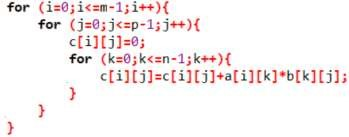 for (i=0;i<=m-1;i++){
    for (j=0;j<=p-1;j++){
        c[i][j]=0;
        for (k=0;k<=n-1;k++){
            c[i][j]=c[i][j]+a[i][k]*b[k][j];
        }
    }
}